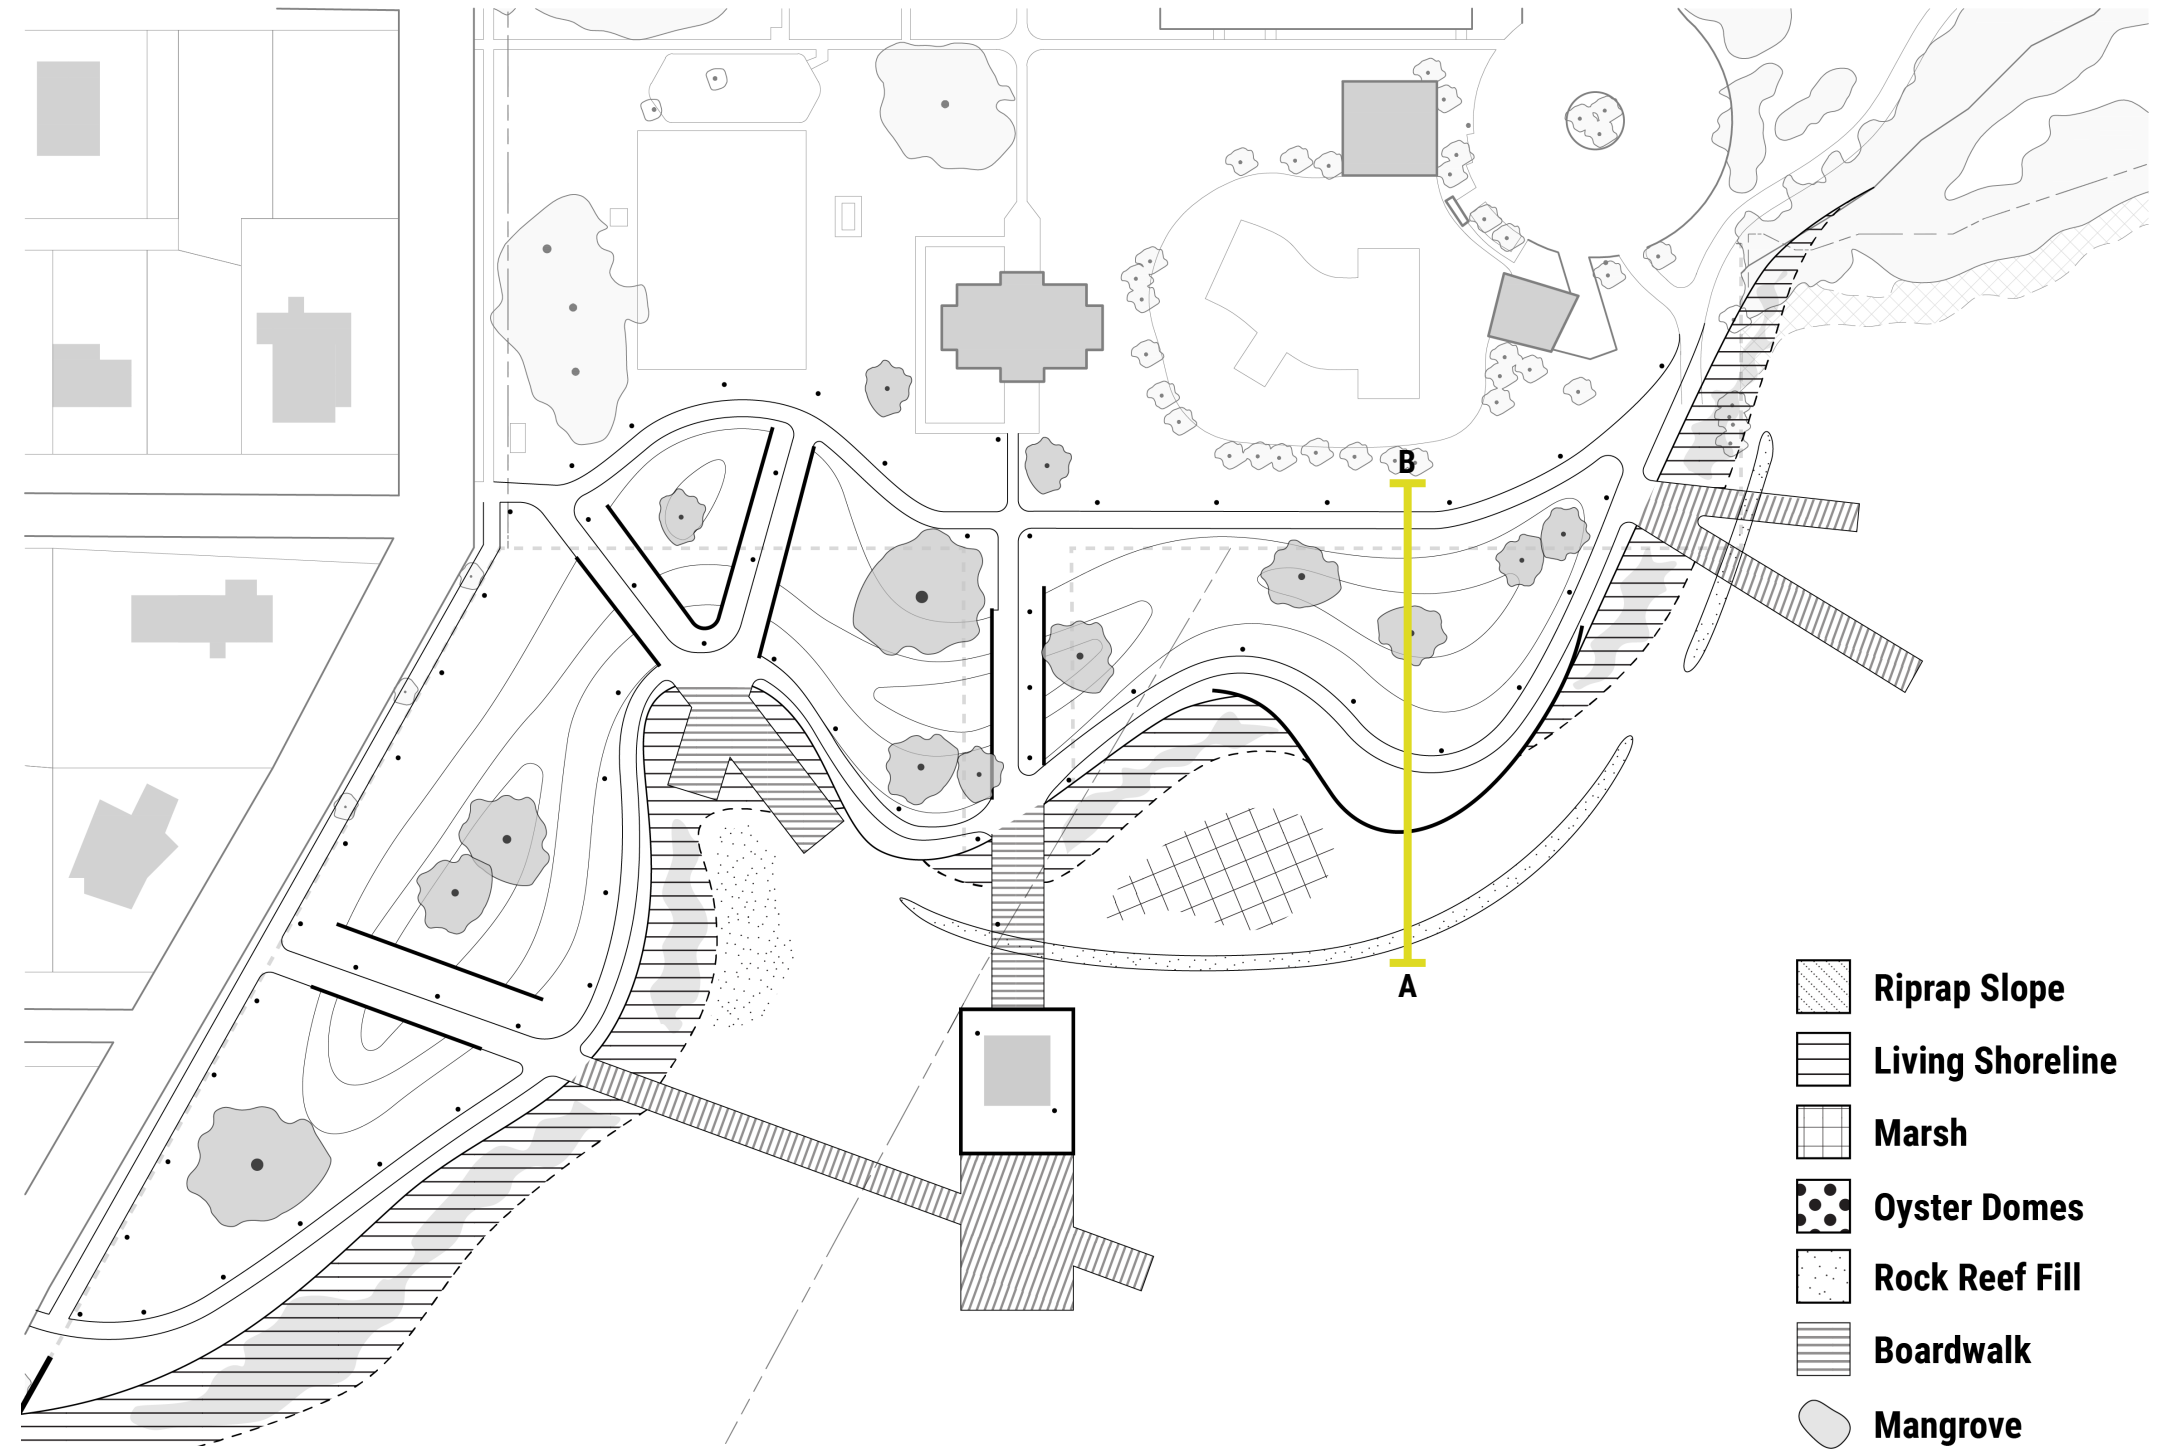 B
A
Riprap Slope
Living Shoreline
Marsh
Oyster Domes
Rock Reef Fill
Boardwalk
Mangrove